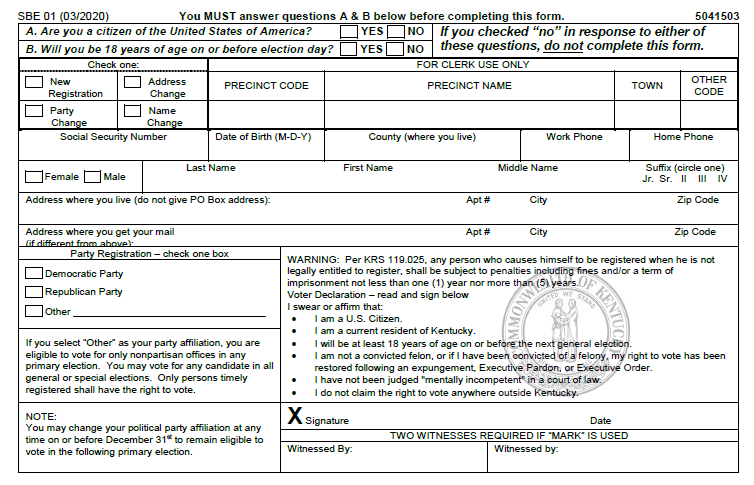 SBE 01 (03/2020) You MUST answer questions A & B below before completing this form. 5041503
A. Are you a citizen of the United States of America? YES NO
B. Will you be 18 years of age on or before election day? YES NO
If you checked "no" in response to either of
these questions, do not complete this form.
Check one: FOR CLERK USE ONLY
New
Registration
Address
Change
PRECINCT CODE PRECINCT NAME TOWN OTHER
CODE
Party
Change
Name
Change
Social Security Number Date of Birth (M-D-Y) County (where you live) Work Phone Home Phone
Female Male Last Name First Name Middle Name Suffix (circle one)
Jr. Sr. II III IV
Address where you live (do not give PO Box address): Apt # City Zip Code
Address where you get your mail Apt # City Zip Code
(if different from above):
Party Registration – check one box
Democratic Party
Republican Party
Other
If you select "Other" as your party affiliation, you are
eligible to vote for only nonpartisan offices in any
primary election. You may vote for any candidate in all
general or special elections. Only persons timely
registered shall have the right to vote.
NOTE:
You may change your political party affiliation at any
time on or before December 31st to remain eligible to
vote in the following primary election.
WARNING: Per KRS 119.025, any person who causes himself to be registered when he is not
legally entitled to register, shall be subject to penalties including fines and/or a term of
imprisonment not less than one (1) year nor more than (5) years.
Voter Declaration – read and sign below
I swear or affirm that:
• I am a U.S. Citizen.
• I am a current resident of Kentucky.
• I will be at least 18 years of age on or before the next general election.
• I am not a convicted felon, or if I have been convicted of a felony, my right to vote has been
restored following an expungement, Executive Pardon, or Executive Order.
• I have not been judged "mentally incompetent" in a court of law.
• I do not claim the right to vote anywhere outside Kentucky.
COMMONWEALTH OF KENTUCKY
UNITED WE STAND
X Signature Date
TWO WITNESSES REQUIRED IF "MARK" IS USED
Witnessed By: Witnessed by: